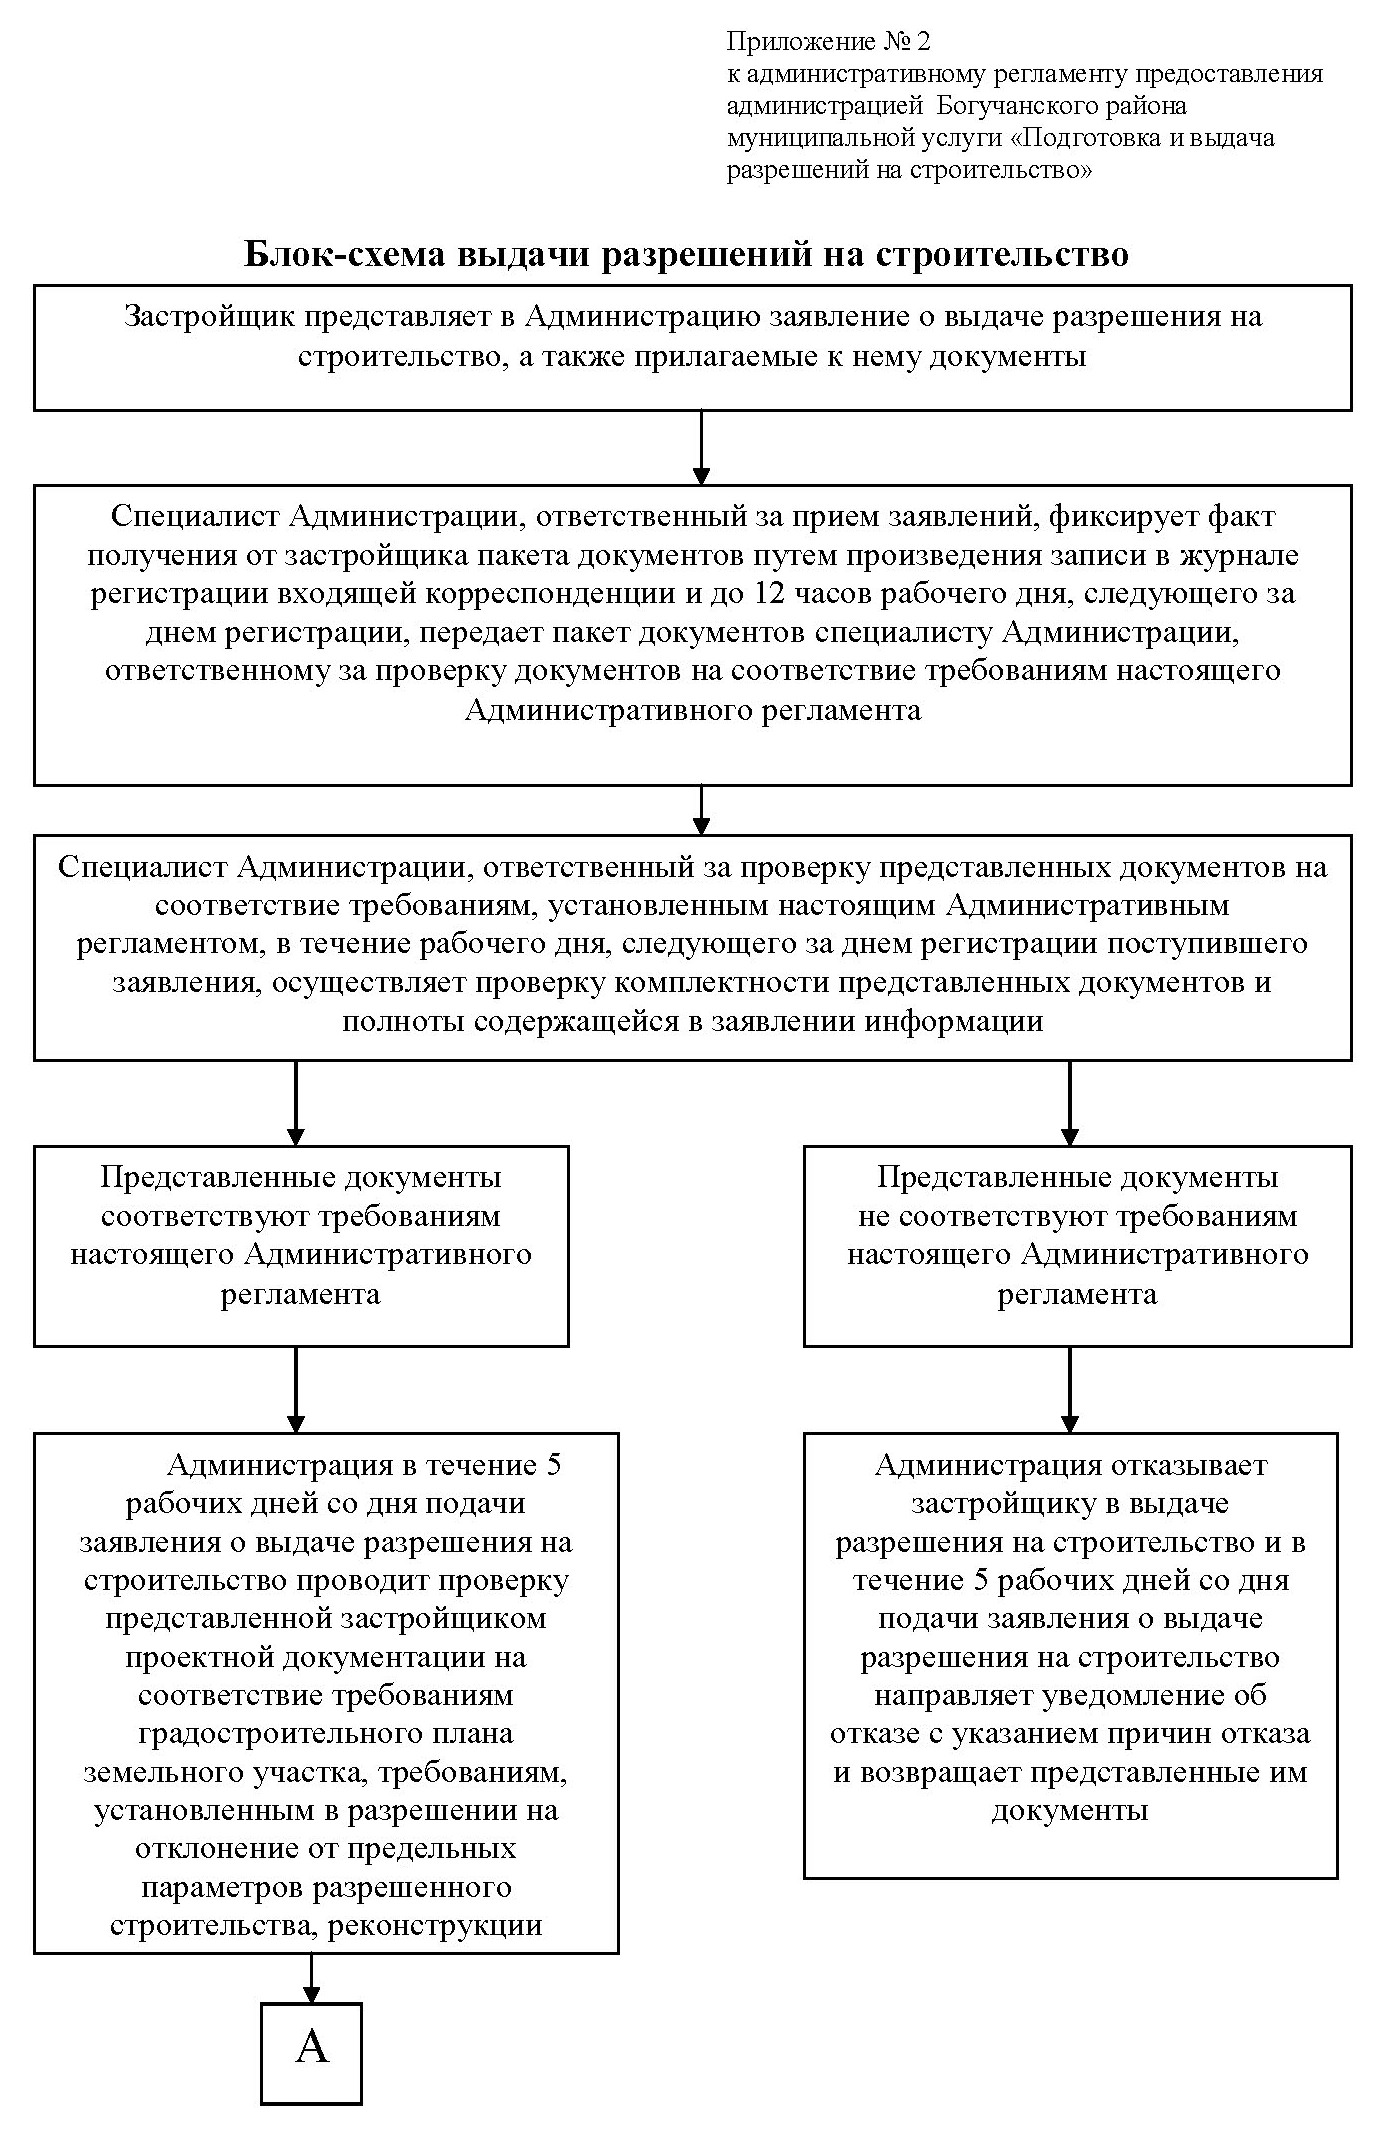 Приложение № 2
к административному регламенту предоставления
администрацией Богучанского района
муниципальной услуги «Подготовка и выдача
разрешений на строительство»
Блок-схема выдачи разрешений на строительство
Застройщик представляет в Администрацию заявление о выдаче разрешения на
строительство, а также прилагаемые к нему документы
Специалист Администрации, ответственный за прием заявлений, фиксирует факт
получения от застройщика пакета документов путем произведения записи в журнале
регистрации входящей корреспонденции и до 12 часов рабочего дня, следующего за
днем регистрации, передает пакет документов специалисту Администрации,
ответственному за проверку документов на соответствие требованиям настоящего
Административного регламента
Специалист Администрации, ответственный за проверку представленных документов на
соответствие требованиям, установленным настоящим Административным
регламентом, в течение рабочего дня, следующего за днем регистрации поступившего
заявления, осуществляет проверку комплектности представленных документов и
полноты содержащейся в заявлении информации
Представленные документы
соответствуют требованиям
настоящего Административного
регламента
Представленные документы
не соответствуют требованиям
настоящего Административного
регламента
Администрация в течение 5
рабочих дней со дня подачи
заявления о выдаче разрешения на
строительство проводит проверку
представленной застройщиком
проектной документации на
соответствие требованиям
градостроительного плана
земельного участка, требованиям,
установленным в разрешении на
отклонение от предельных
параметров разрешенного
строительства, реконструкции
Администрация отказывает
застройщику в выдаче
разрешения на строительство и в
течение 5 рабочих дней со дня
подачи заявления о выдаче
разрешения на строительство
направляет уведомление об
отказе с указанием причин отказа
и возвращает представленные им
документы
А